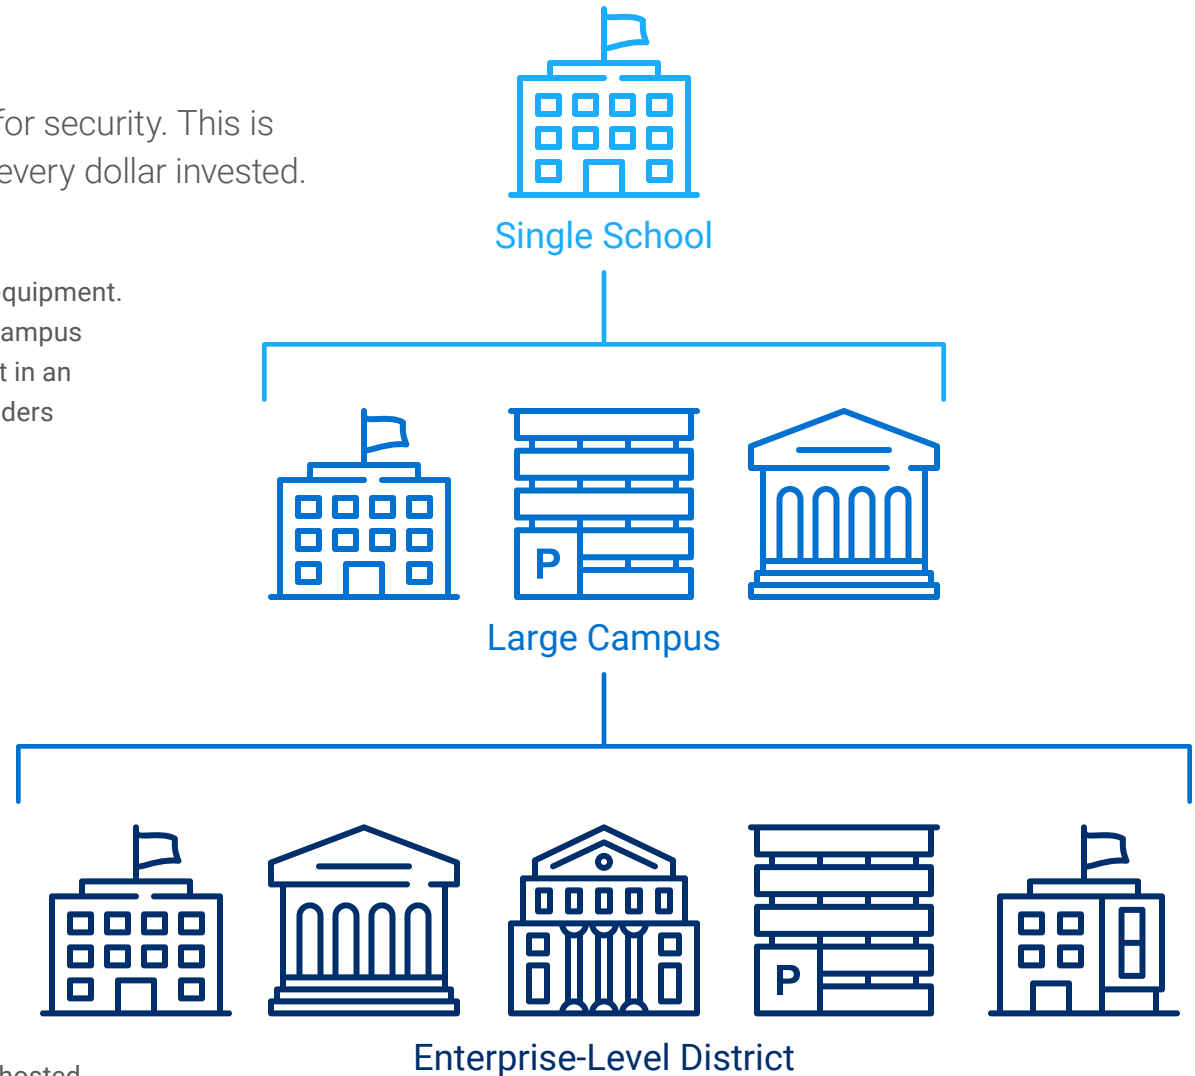 for security. This is
every dollar invested.
Single School
quipment.
ampus
t in an
ders
P
Large Campus
P
Enterprise-Level District
hosted